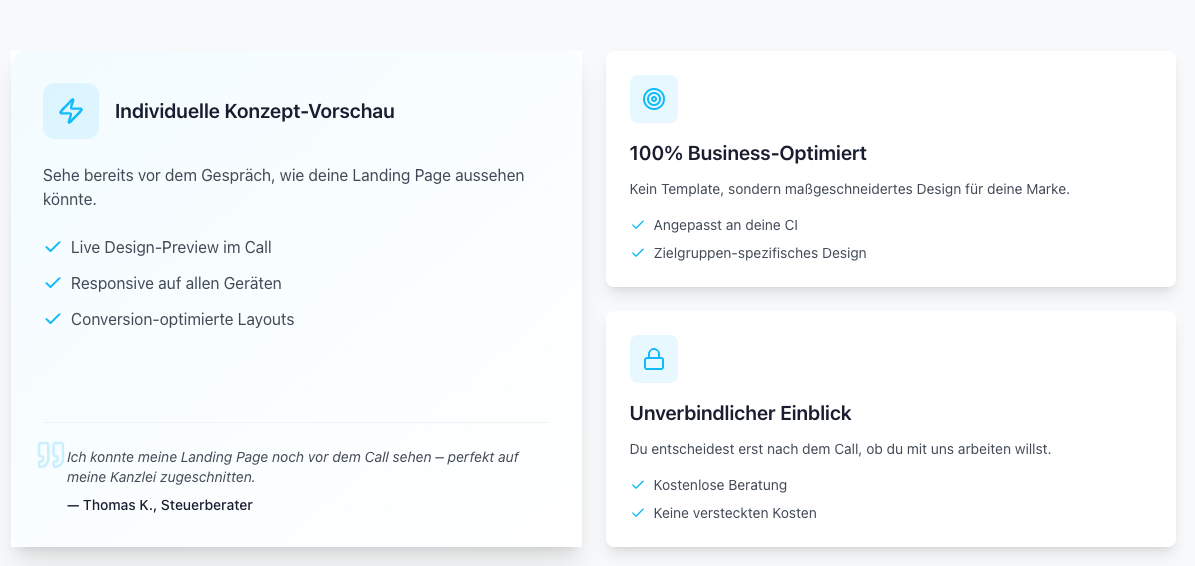 Individuelle Konzept-Vorschau
Sehe bereits vor dem Gespräch, wie deine Landing Page aussehen
könnte.
Live Design-Preview im Call
Responsive auf allen Geräten
Conversion-optimierte Layouts
Ich konnte meine Landing Page noch vor dem Call sehen – perfekt auf
meine Kanzlei zugeschnitten.
— Thomas K., Steuerberater
100% Business-Optimiert
Kein Template, sondern maßgeschneidertes Design für deine Marke.
Angepasst an deine CI
Zielgruppen-spezifisches Design
Unverbindlicher Einblick
Du entscheidest erst nach dem Call, ob du mit uns arbeiten willst.
Kostenlose Beratung
Keine versteckten Kosten